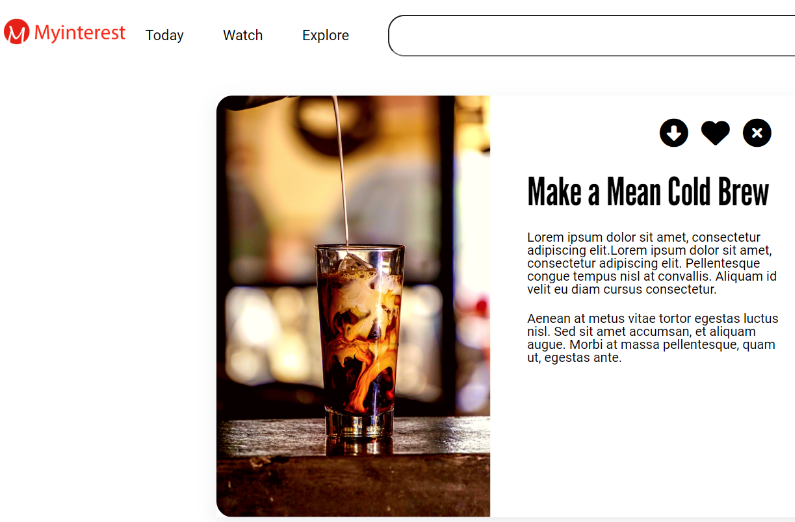 Myinterest Today Watch Explore
Make a Mean Cold Brew
Lorem ipsum dolor sit amet, consectetur
adipiscing elit.Lorem ipsum dolor sit amet,
consectetur adipiscing elit. Pellentesque
congue tempus nisl at convallis. Aliquam id
velit eu diam cursus consectetur.
Aenean at metus vitae tortor egestas luctus
nisl. Sed sit amet accumsan, et aliquam
augue. Morbi at massa pellentesque, quam
ut, egestas ante.